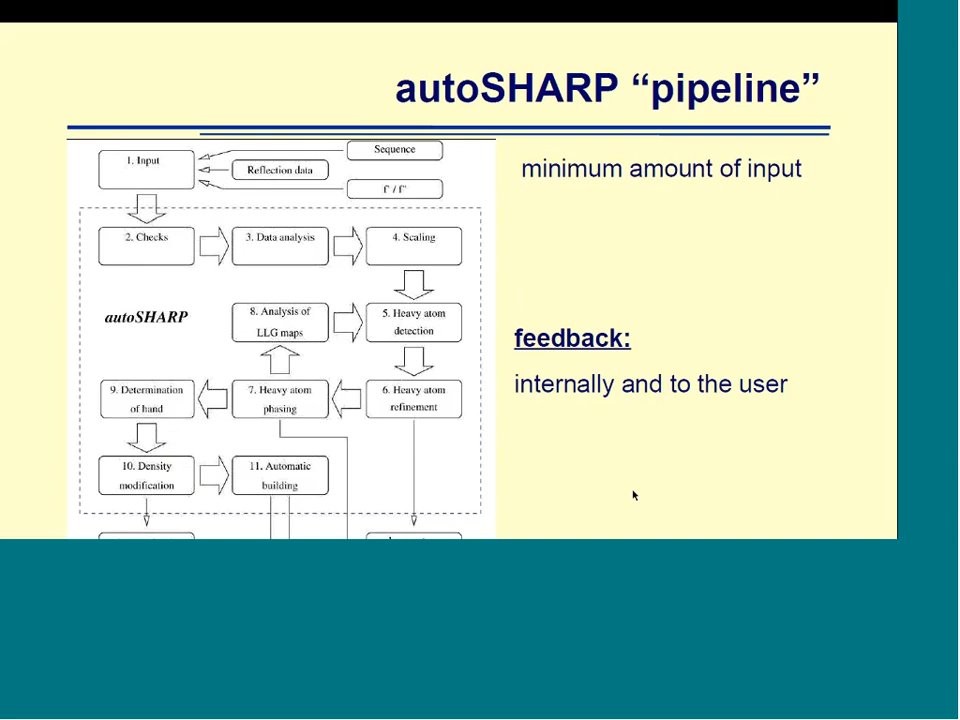 autoSHARP “pipeline”
minimum amount of input
Sequence
1. Input
Reflection data
f' / f"
2. Checks
3. Data analysis
4. Scaling
autoSHARP
8. Analysis of
LLG maps
5. Heavy atom
detection
feedback:
internally and to the user
9. Determination
of hand
7. Heavy atom
phasing
6. Heavy atom
refinement
10. Density
modification
11. Automatic
building